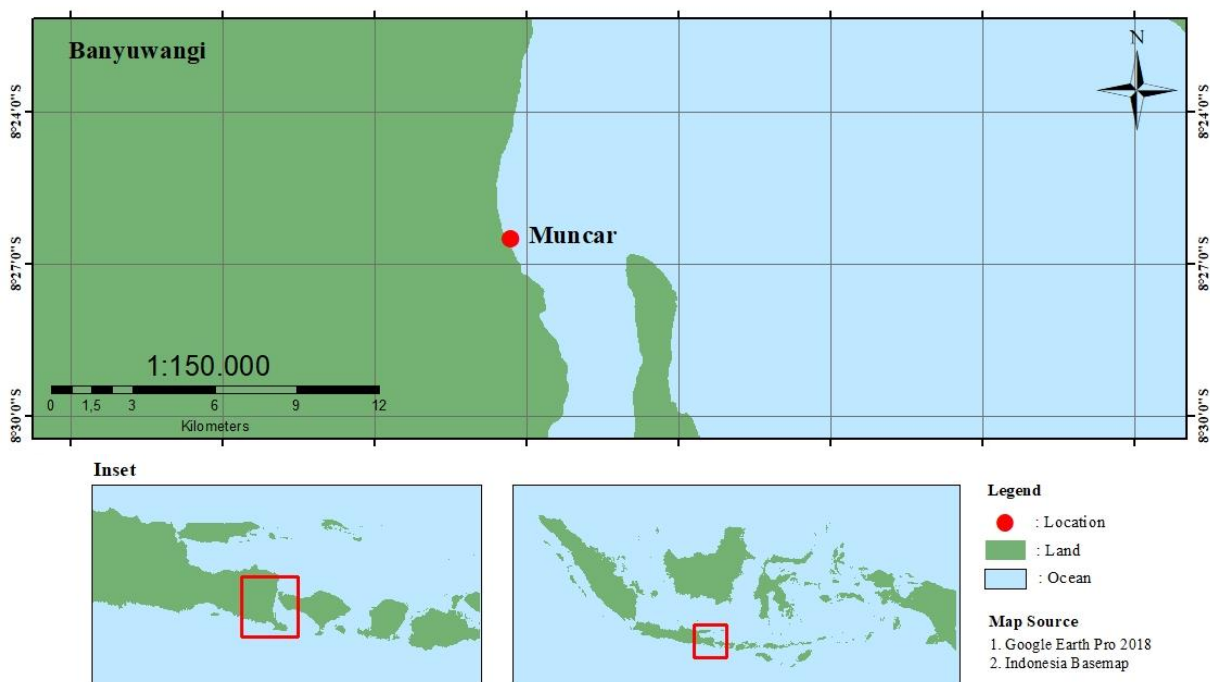 Banyuwangi
N
8°24'0"S
8°24'0"S
Muncar
8°27'0"S
8°27'0"S
1:150.000
0 1,5 3 6 9 12
Kilometers
8°30'0"S
8°30'0"S
Inset
Legend
: Location
: Land
: Ocean
Map Source
1. Google Earth Pro 2018
2. Indonesia Basemap